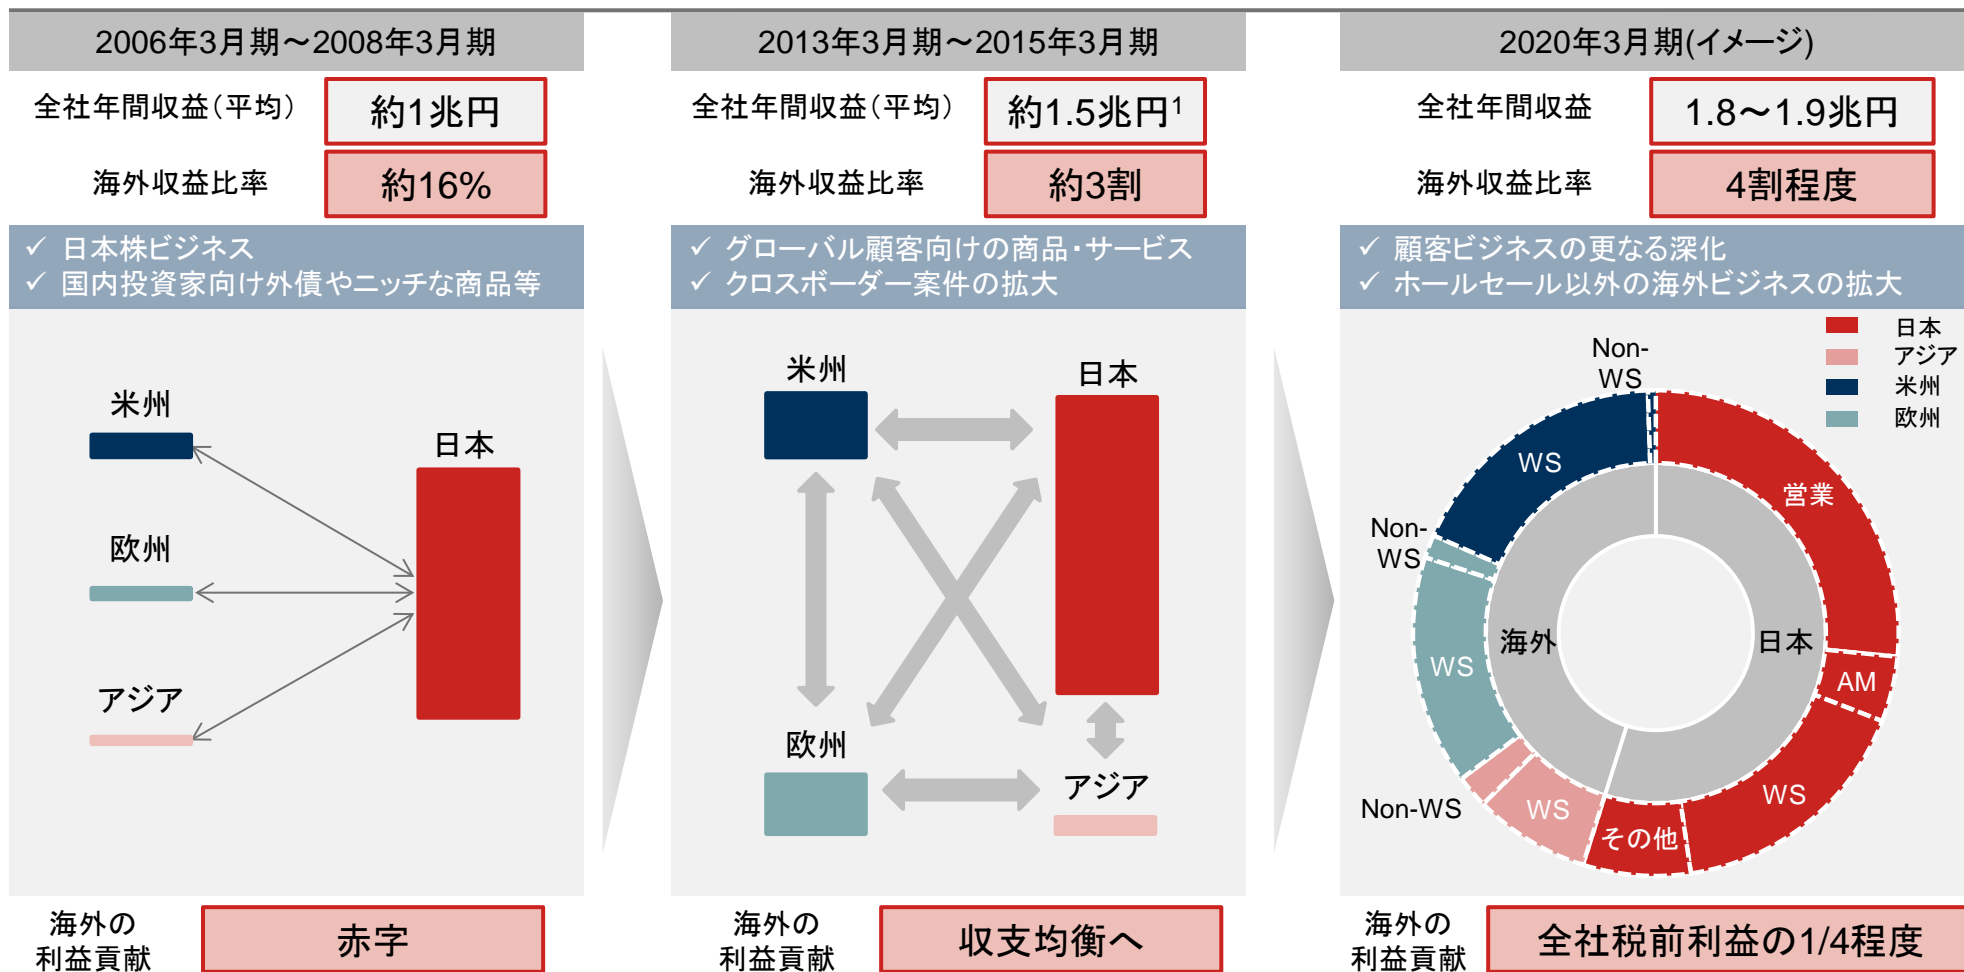 2006年3月期～2008年3月期
全社年間収益（平均）
約1兆円
海外収益比率
約16%
✓ 日本株ビジネス
✓ 国内投資家向け外債やニッチな商品等
米州
日本
欧州
アジア
海外の
利益貢献
赤字
2013年3月期～2015年3月期
全社年間収益（平均）
約1.5兆円1
海外収益比率
約3割
✓ グローバル顧客向けの商品・サービス
✓ クロスボーダー案件の拡大
米州
日本
欧州
アジア
海外の
利益貢献
収支均衡へ
2020年3月期(イメージ)
全社年間収益
1.8～1.9兆円
海外収益比率
4割程度
✓ 顧客ビジネスの更なる深化
✓ ホールセール以外の海外ビジネスの拡大
日本
アジア
米州
欧州
Non-
WS
WS
営業
Non-
WS
海外
日本
WS
AM
WS
Non-WS
WS
その他
海外の
利益貢献
全社税前利益の1/4程度